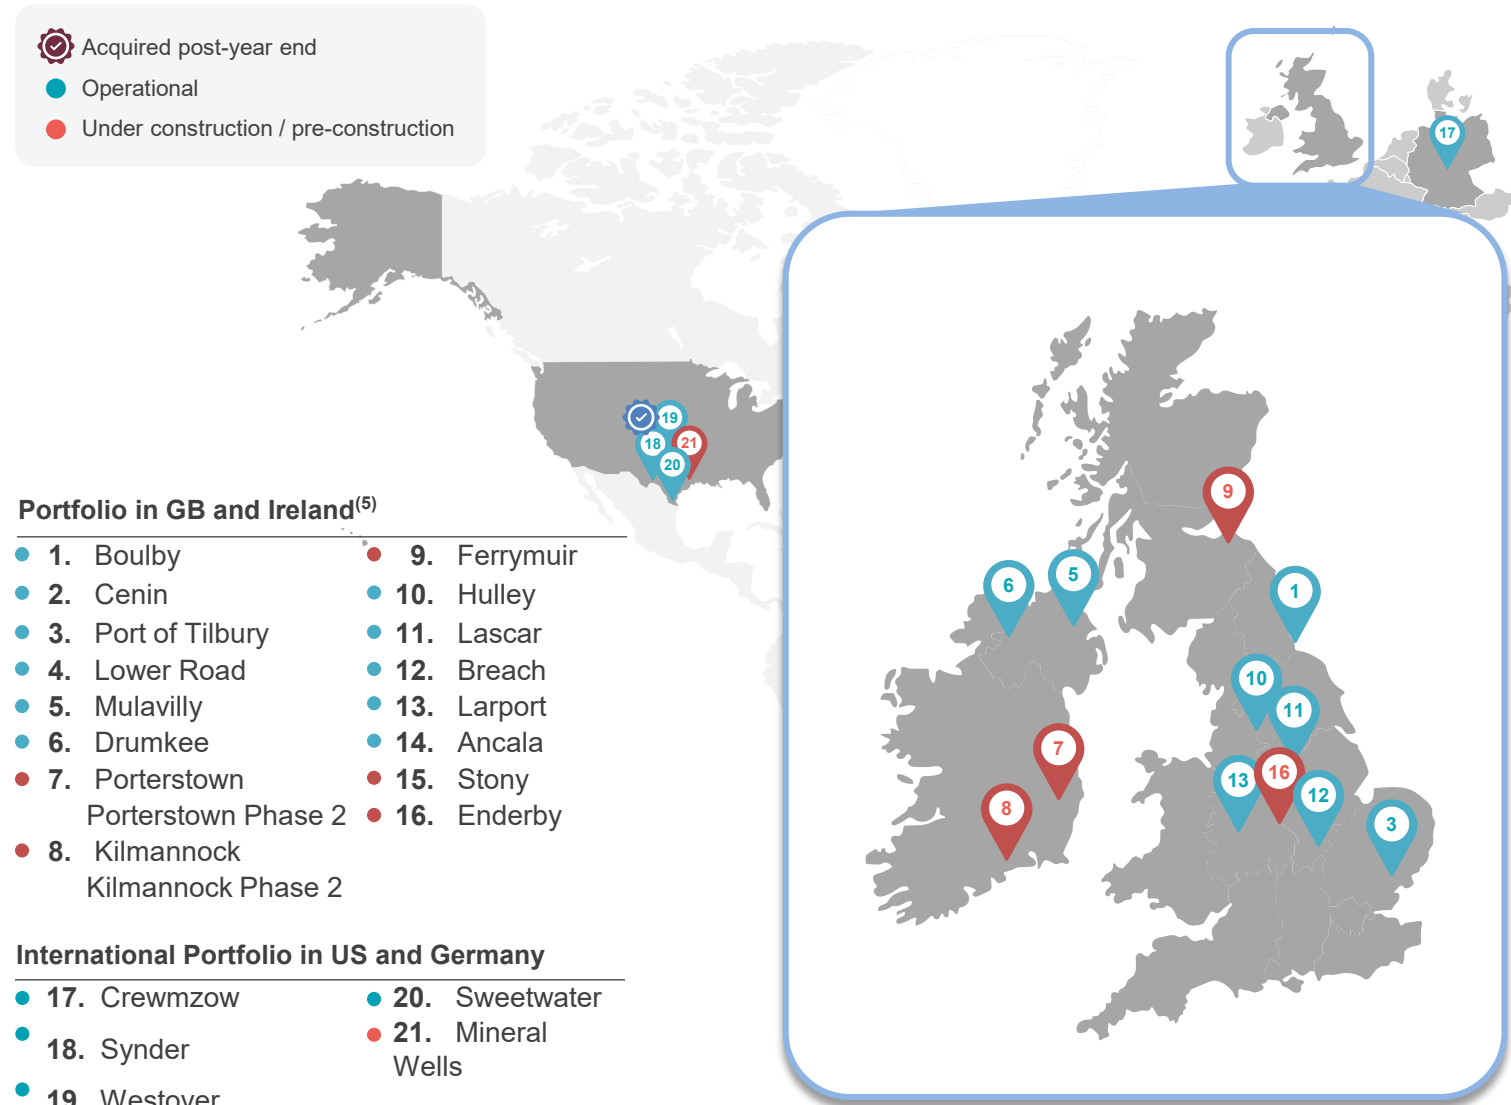 Acquired post-year end
Operational
Under construction / pre-construction
17
19
18
21
20
Portfolio in GB and Ireland(5)
1. Boulby
2. Cenin
3. Port of Tilbury
4. Lower Road
5. Mulavilly
6. Drumkee
7. Porterstown
Porterstown Phase 2
8. Kilmannock
Kilmannock Phase 2
9. Ferrymuir
10. Hulley
11. Lascar
12. Breach
13. Larport
14. Ancala
15. Stony
16. Enderby
International Portfolio in US and Germany
17. Crewmzow
18. Synder
19. Westover
20. Sweetwater
21. Mineral
Wells
9
5
6
1
10
11
7
16
13
12
8
3